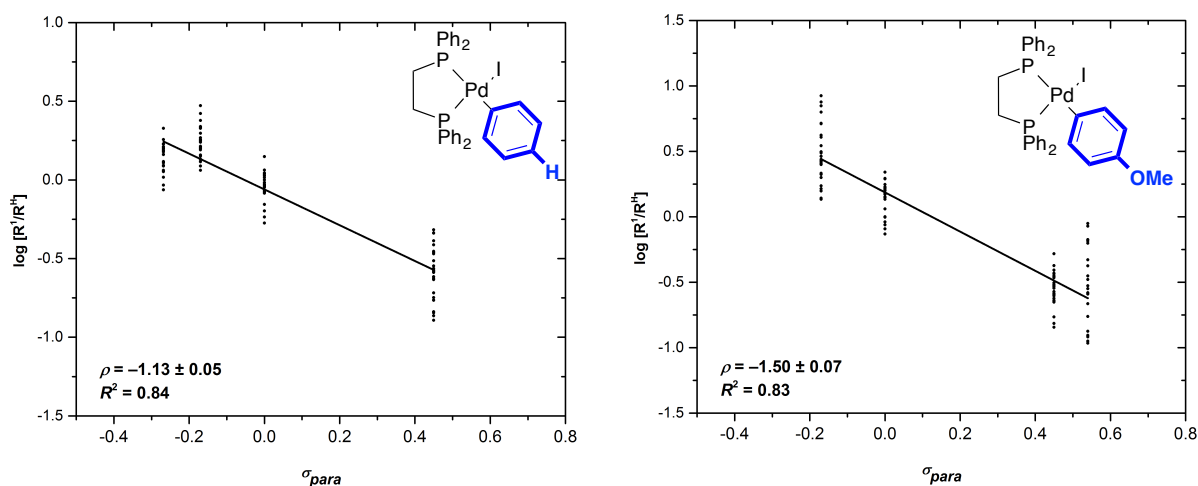 1.0
0.5
0.0
-0.5
-1.0
-1.5
log [R¹/Rᴴ]
Ph₂
P
I
Pd
P
Ph₂
H
ρ = –1.13 ± 0.05
R² = 0.84
-0.4 -0.2 0.0 0.2 0.4 0.6 0.8
σpara
1.5
1.0
0.5
0.0
-0.5
-1.0
-1.5
log [R¹/Rᴴ]
Ph₂
P
I
Pd
P
Ph₂
OMe
ρ = –1.50 ± 0.07
R² = 0.83
-0.4 -0.2 0.0 0.2 0.4 0.6 0.8
σpara